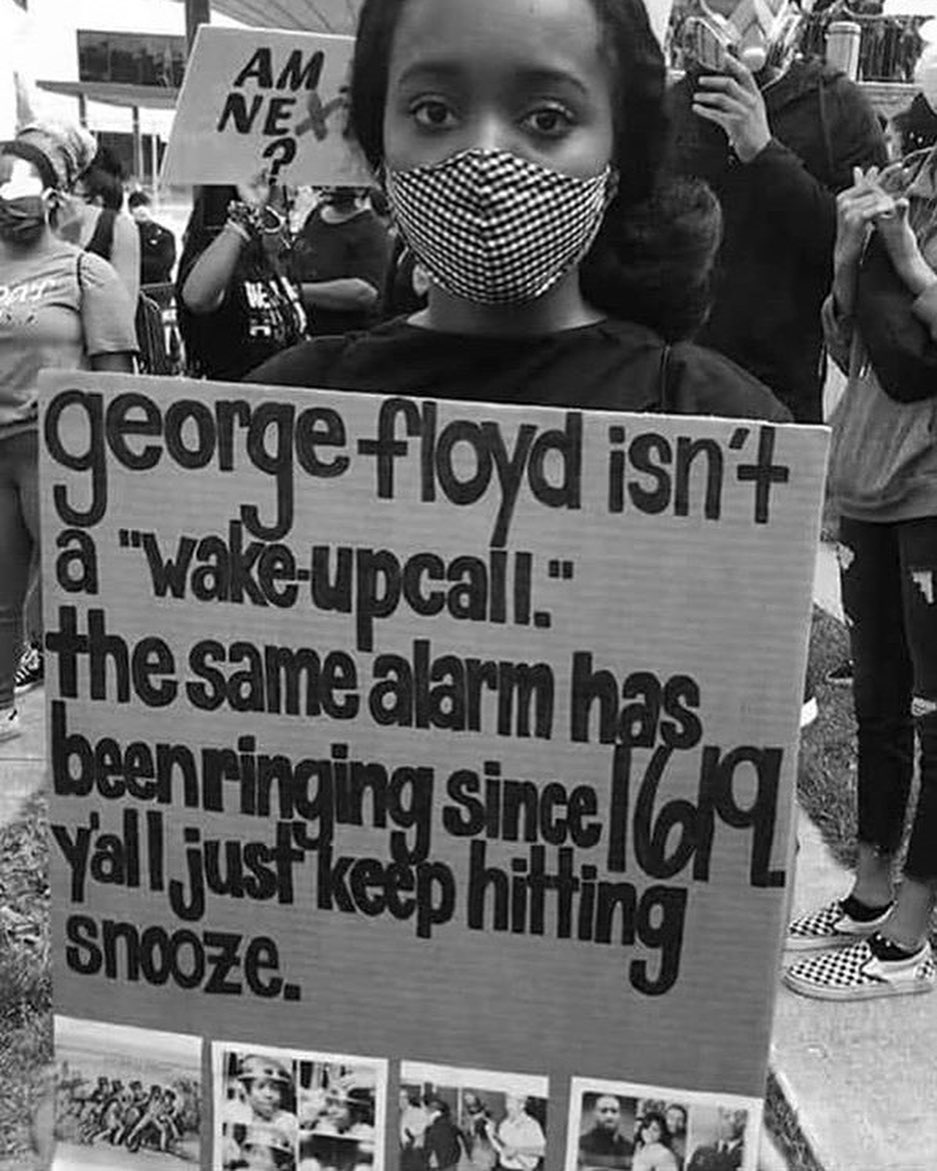 AM
NEXT
?
george floyd isn't
a "wake-up call."
the same alarm has
been ringing since 1619.
y'all just keep hitting
snooze.